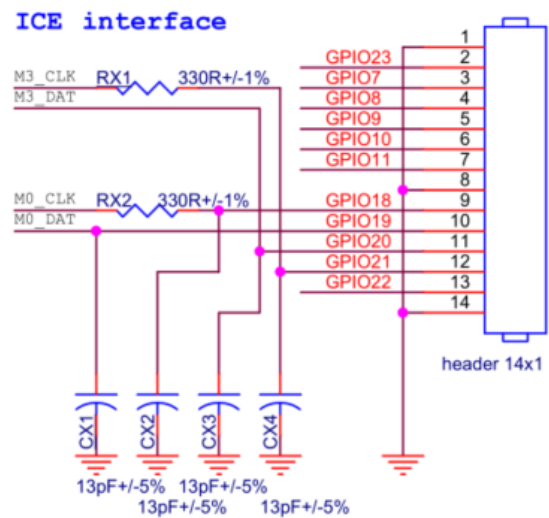 ICE interface
1
GPIO23 2
M3_CLK RX1 330R+/-1% GPIO7 3
M3_DAT GPIO8 4
GPIO9 5
GPIO10 6
GPIO11 7
8
M0_CLK RX2 330R+/-1% GPIO18 9
M0_DAT GPIO19 10
GPIO20 11
GPIO21 12
GPIO22 13
14
header 14x1
CX1 CX2 CX3 CX4
13pF+/-5% 13pF+/-5%
13pF+/-5% 13pF+/-5%